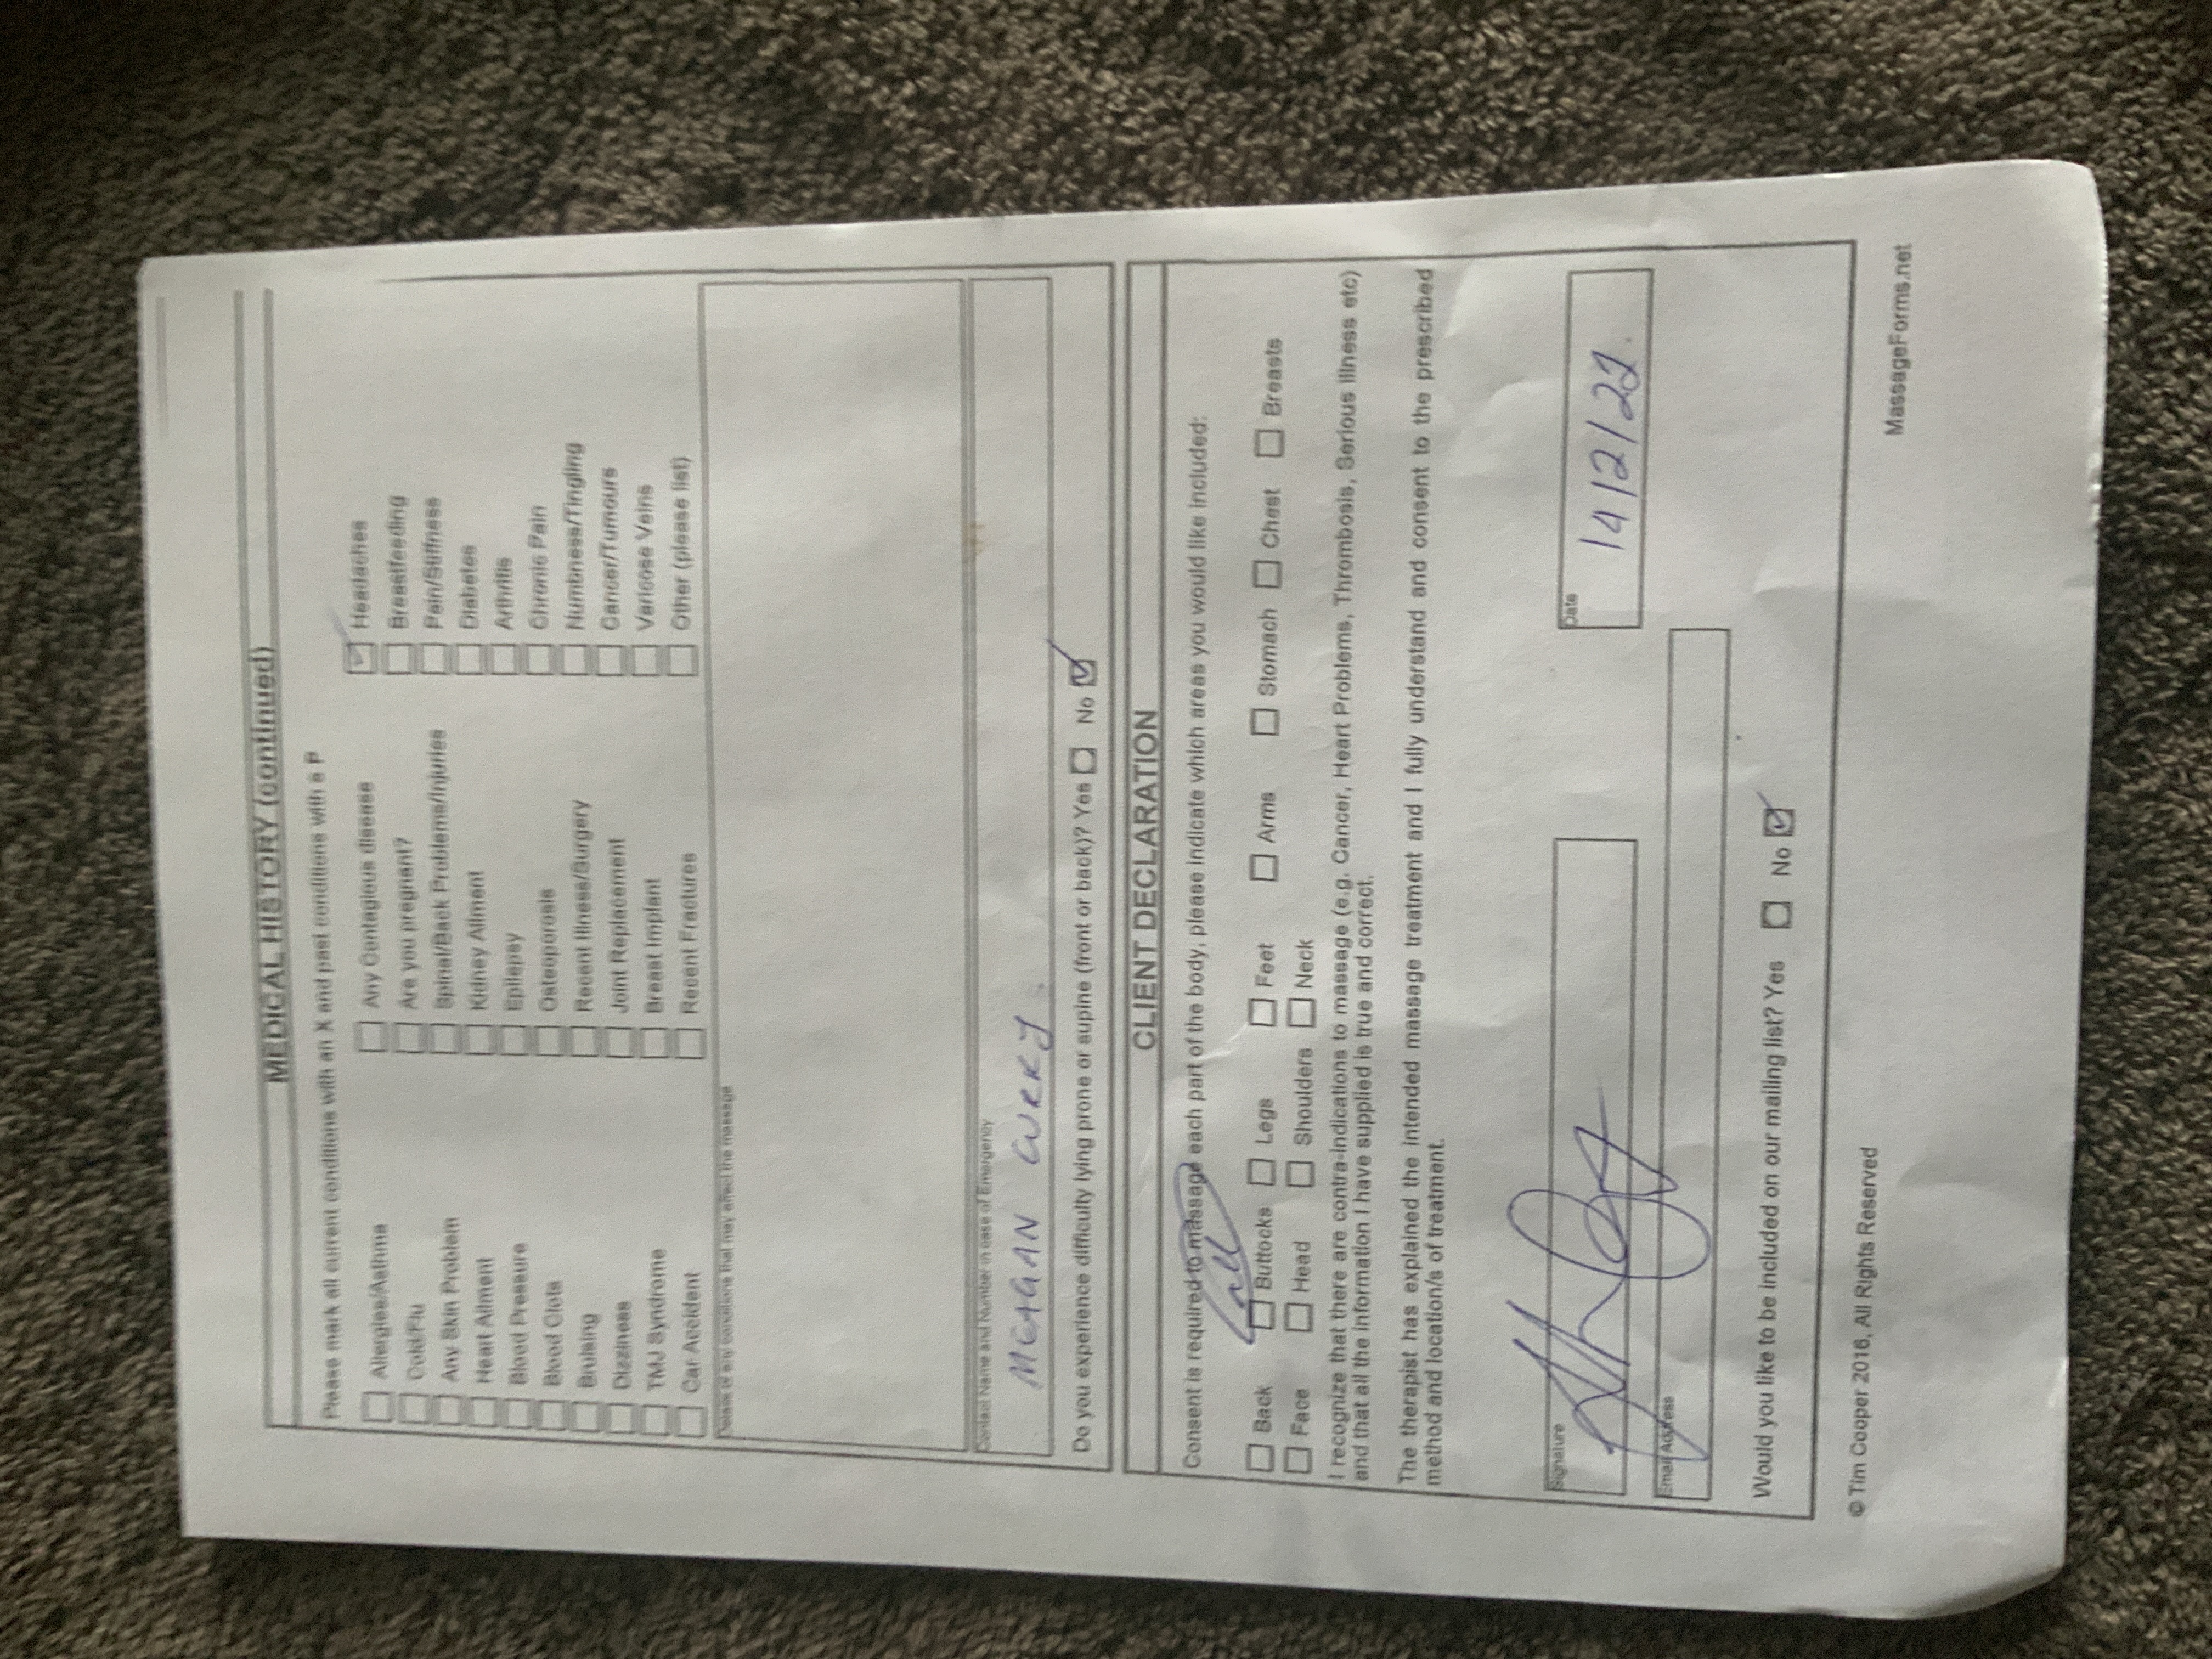 MEDICAL HISTORY (continued)
Please mark all current conditions with an X and past conditions with a P
Allergies/Asthma Any Contagious disease Headaches
Cold/Flu Are you pregnant? Breastfeeding
Any Skin Problem Spinal/Back Problems/Injuries Pain/Stiffness
Heart Ailment Kidney Ailment Diabetes
Blood Pressure Epilepsy Arthritis
Blood Clots Osteoporosis Chronic Pain
Bruising Recent Illness/Surgery Numbness/Tingling
Dizziness Joint Replacement Cancer/Tumours
TMJ Syndrome Breast Implant Varicose Veins
Car Accident Recent Fractures Other (please list)
any conditions that may affect the massage
Contact Name and Number in case of Emergency
MEAGAN CURRY
Do you experience difficulty lying prone or supine (front or back)? Yes No
CLIENT DECLARATION
Consent is required to massage each part of the body, please indicate which areas you would like included:
all
Back Buttocks Legs Feet Arms Stomach Chest Breasts
Face Head Shoulders Neck
I recognize that there are contra-indications to massage (e.g. Cancer, Heart Problems, Thrombosis, Serious illness etc)
and that all the information I have supplied is true and correct.
The therapist has explained the intended massage treatment and I fully understand and consent to the prescribed
method and location/s of treatment.
Signature Date
14/12/22.
Email Address
Would you like to be included on our mailing list? Yes No
© Tim Cooper 2016, All Rights Reserved
MassageForms.net